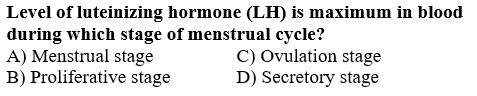 Level of luteinizing hormone (LH) is maximum in blood
during which stage of menstrual cycle?
A) Menstrual stage C) Ovulation stage
B) Proliferative stage D) Secretory stage